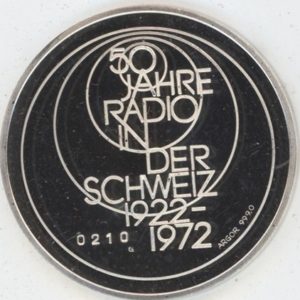 50
JAHRE
RADIO
IN
DER
SCHWEIZ
1922-
1972
0210
ARGOR 999.0